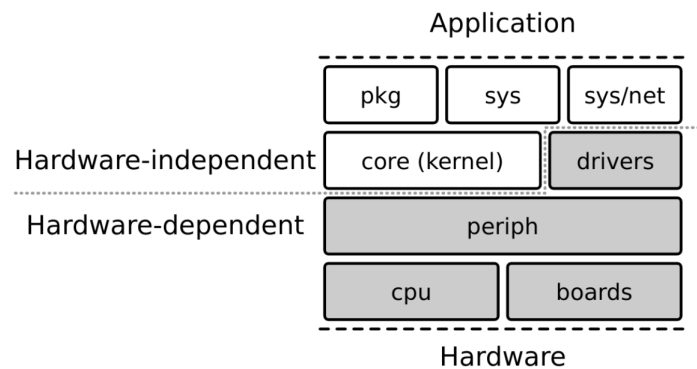 Application
pkg
sys
sys/net
Hardware-independent
core (kernel)
drivers
Hardware-dependent
periph
cpu
boards
Hardware